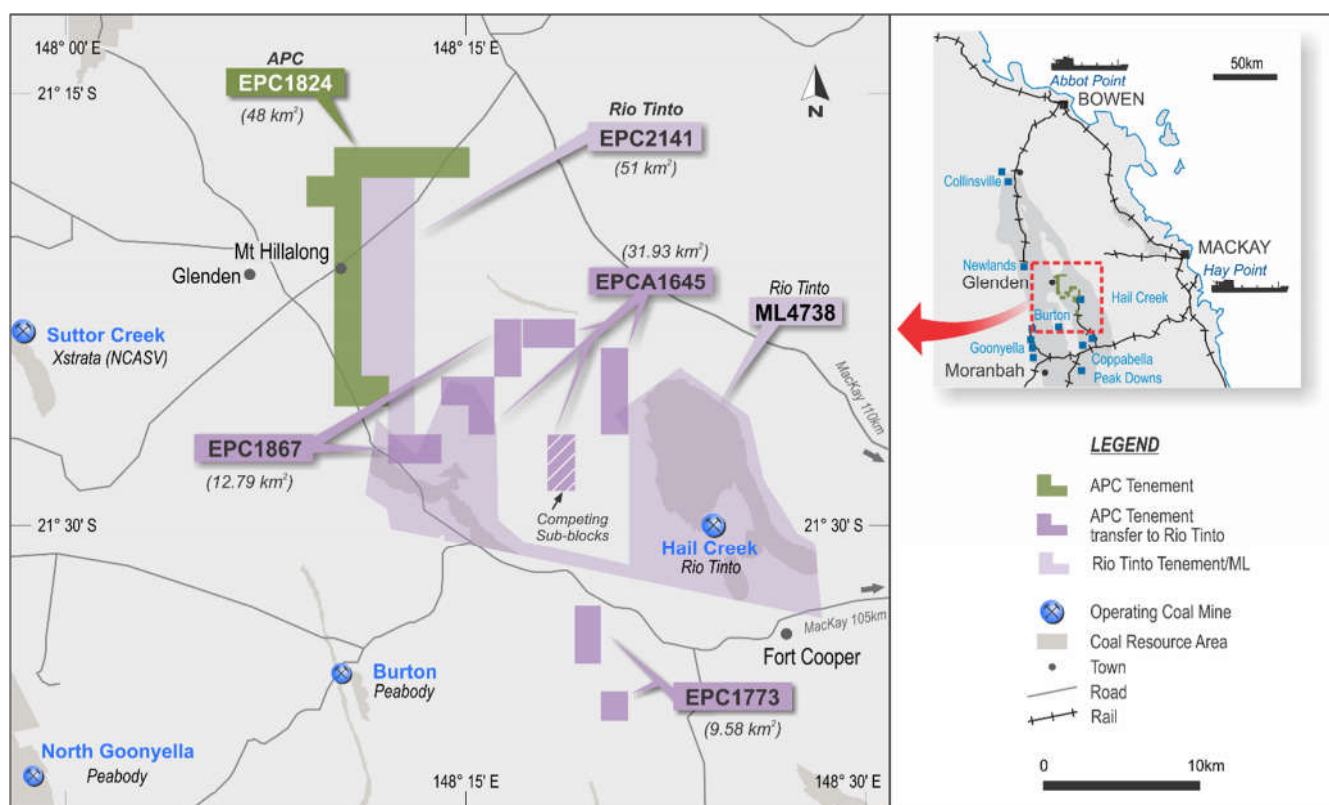 148° 00' E
148° 15' E
21° 15' S
APC
EPC1824
(48 km²)
Rio Tinto
EPC2141
(51 km²)
N
Mt Hillalong
Glenden
(31.93 km²)
EPCA1645
Rio Tinto
ML4738
Suttor Creek
Xstrata (NCASV)
MacKay 110km
EPC1867
(12.79 km²)
21° 30' S
Competing
Sub-blocks
Hail Creek
Rio Tinto
21° 30' S
MacKay 105km
Fort Cooper
Burton
Peabody
EPC1773
(9.58 km²)
North Goonyella
Peabody
148° 15' E
148° 30' E
50km
Abbot Point
BOWEN
Collinsville
MACKAY
Hay Point
Newlands
Glenden
Hail Creek
Burton
Goonyella
Coppabella
Moranbah
Peak Downs
LEGEND
APC Tenement
APC Tenement
transfer to Rio Tinto
Rio Tinto Tenement/ML
Operating Coal Mine
Coal Resource Area
Town
Road
Rail
0
10km